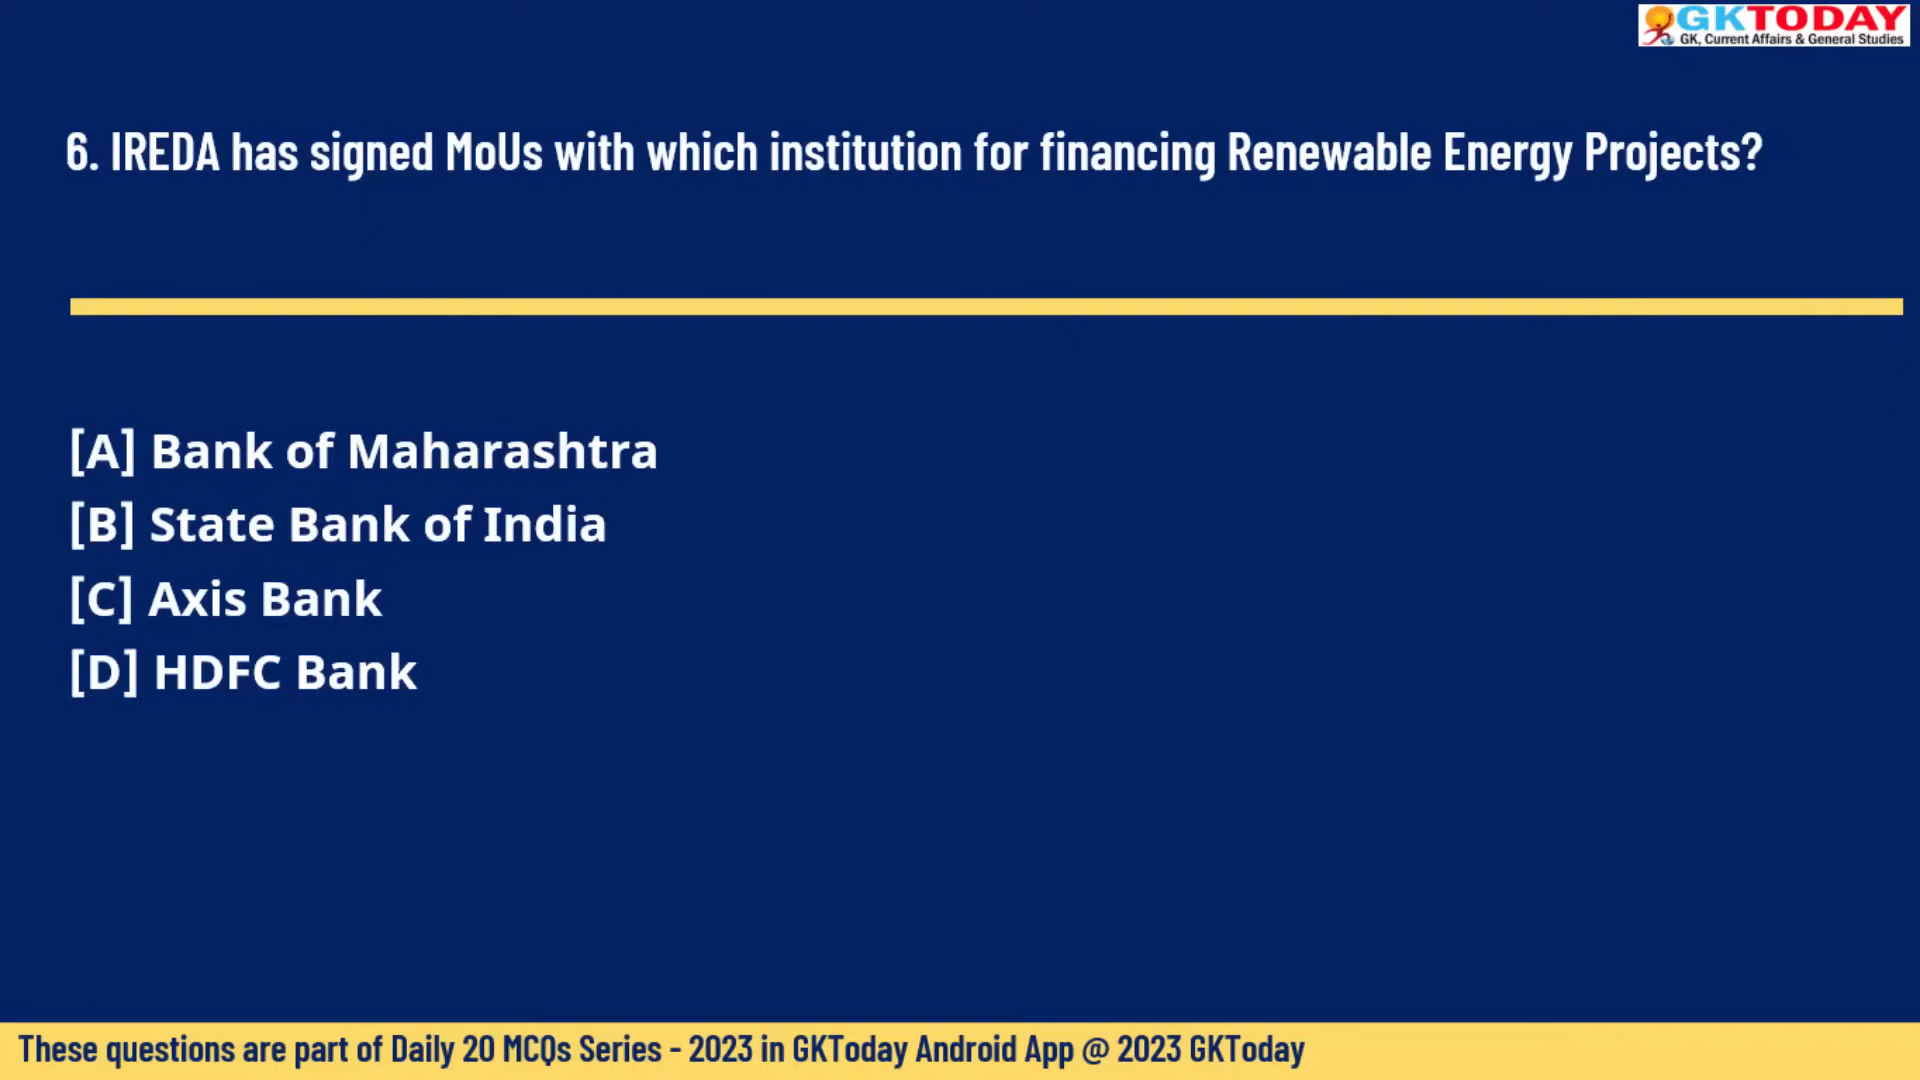 GKTODAY
GK, Current Affairs & General Studies
6. IREDA has signed MoUs with which institution for financing Renewable Energy Projects?
[A] Bank of Maharashtra
[B] State Bank of India
[C] Axis Bank
[D] HDFC Bank
These questions are part of Daily 20 MCQs Series - 2023 in GKToday Android App @ 2023 GKToday